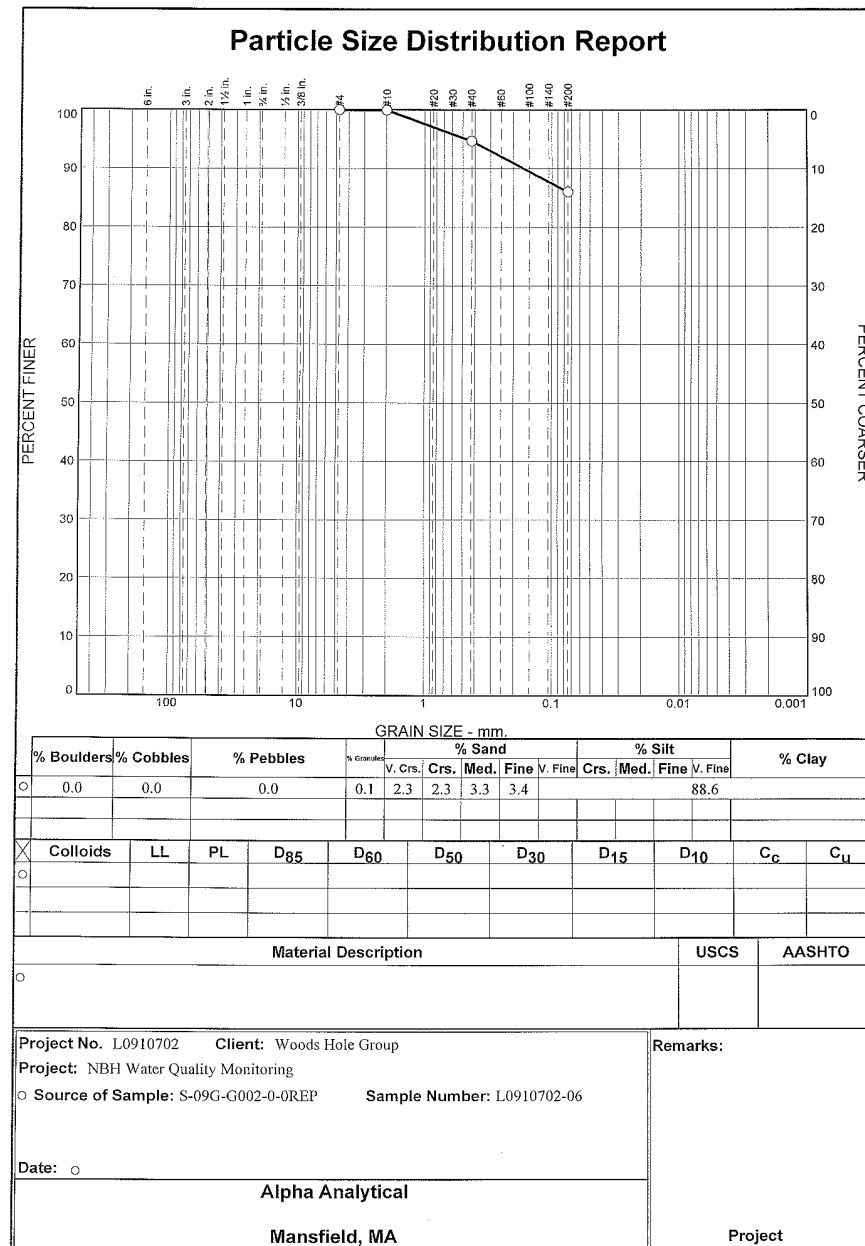 Particle Size Distribution Report
6 in. 3 in. 2 in. 1½ in. 1 in. ¾ in. ½ in. 3/8 in. #4 #10 #20 #30 #40 #60 #100 #140 #200
100 0
90 10
80 20
70 30
60 40
50 50
40 60
30 70
20 80
10 90
0 100
PERCENT FINER
PERCENT COARSER
100 10 1 0.1 0.01 0.001
GRAIN SIZE - mm.
% Boulders % Cobbles % Pebbles % Granules % Sand % Silt % Clay
V. Crs. Crs. Med. Fine V. Fine Crs. Med. Fine V. Fine
0.0 0.0 0.0 0.1 2.3 2.3 3.3 3.4 88.6
Colloids LL PL D85 D60 D50 D30 D15 D10 Cc Cu
Material Description USCS AASHTO
Project No. L0910702 Client: Woods Hole Group
Project: NBH Water Quality Monitoring
Source of Sample: S-09G-G002-0-0REP Sample Number: L0910702-06
Date:
Remarks:
Alpha Analytical
Mansfield, MA
Project